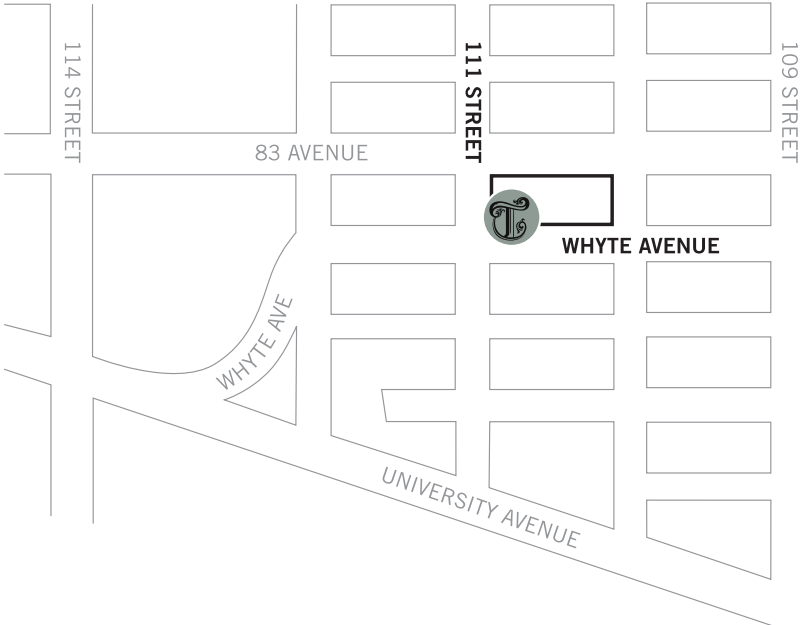 114 STREET
111 STREET
109 STREET
83 AVENUE
T
WHYTE AVENUE
WHYTE AVE
UNIVERSITY AVENUE